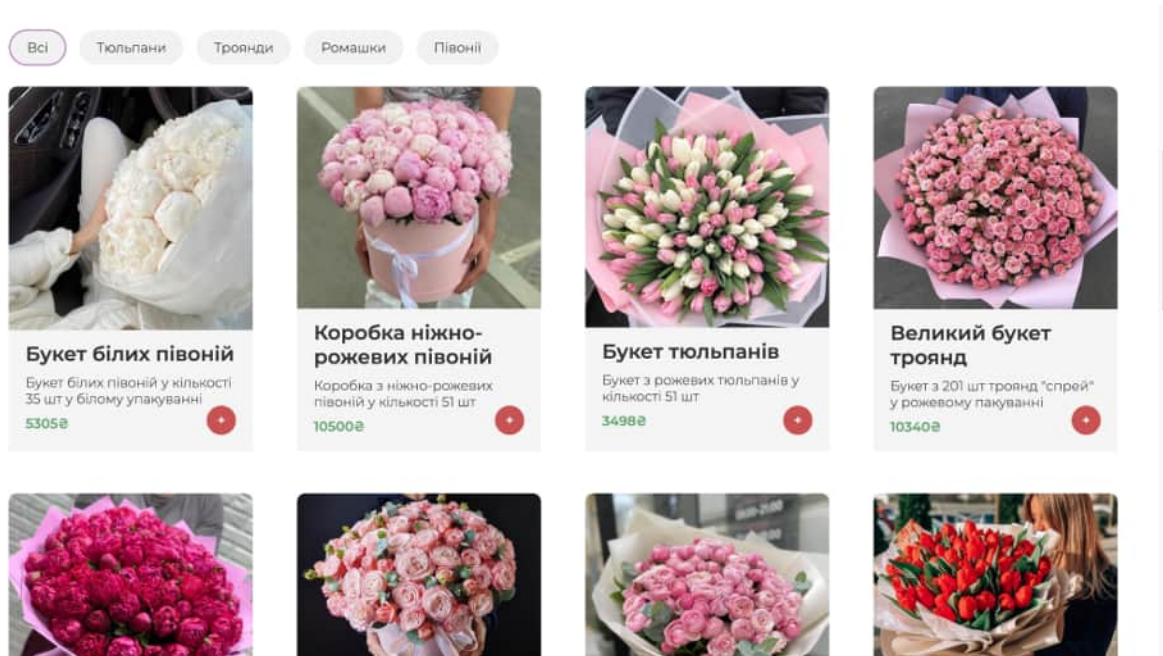 Всі
Тюльпани
Троянди
Ромашки
Півонії
Букет білих півоній
Букет білих півоній у кількості
35 шт у білому упакуванні
5305₴
Коробка ніжно-
рожевих півоній
Коробка з ніжно-рожевих
півоній у кількості 51 шт
10500₴
Букет тюльпанів
Букет з рожевих тюльпанів у
кількості 51 шт
3498₴
Великий букет
троянд
Букет з 201 шт троянд "спрей"
у рожевому пакуванні
10340₴